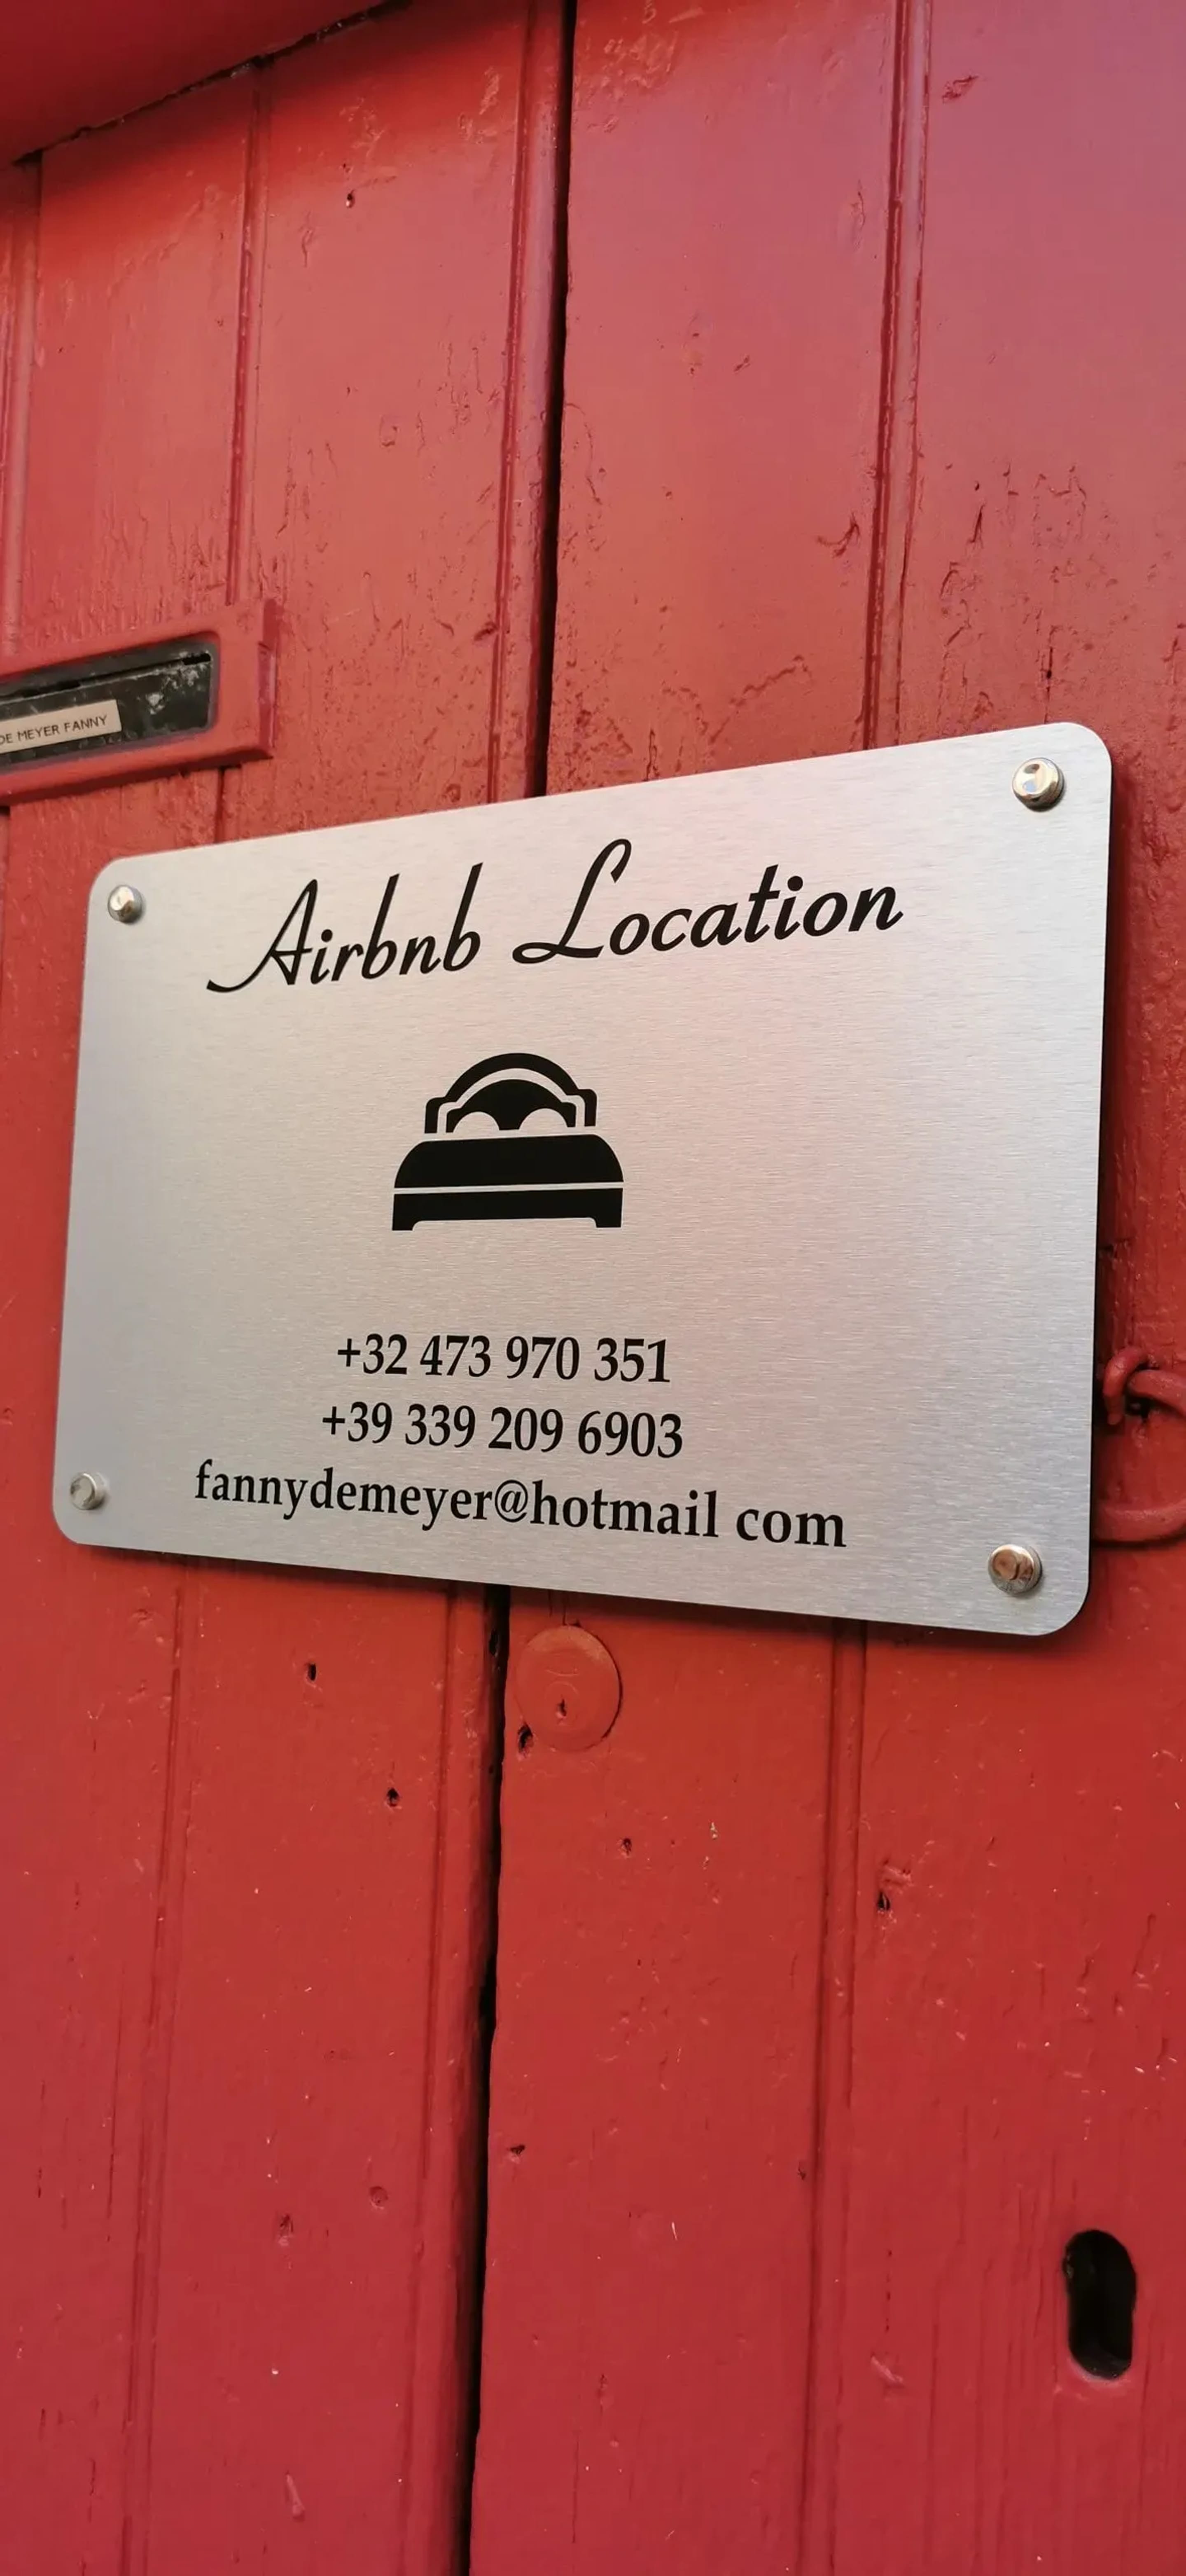 DE MEYER FANNY
Airbnb Location
+32 473 970 351
+39 339 209 6903
fannydemeyer@hotmail com